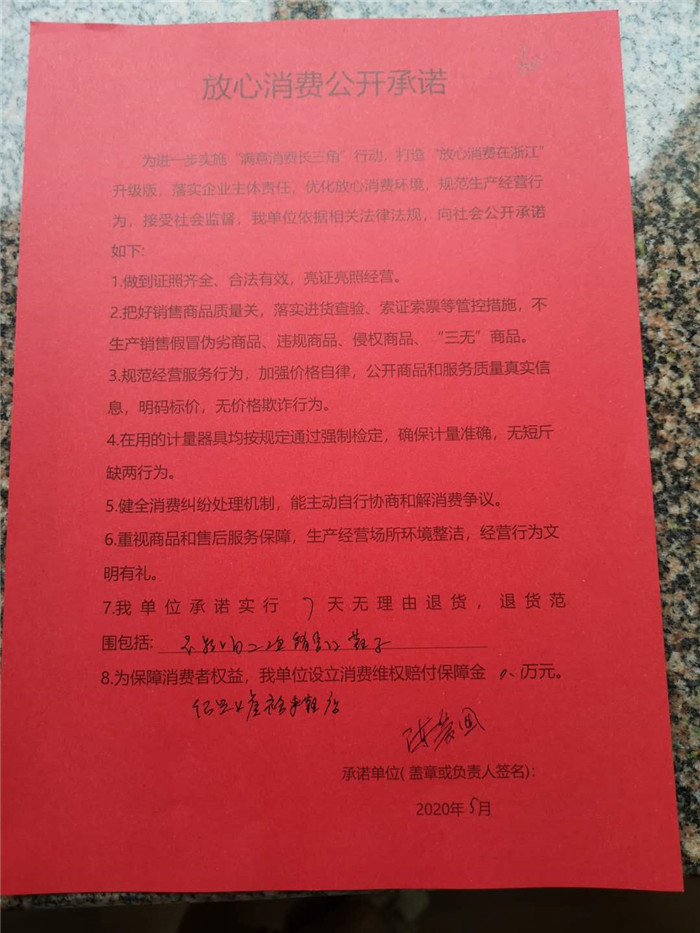 放心消费公开承诺
为进一步实施“满意消费长三角”行动，打造“放心消费在浙江”
升级版，落实企业主体责任，优化放心消费环境，规范生产经营行
为，接受社会监督，我单位依据相关法律法规，向社会公开承诺
如下:
1.做到证照齐全、合法有效，亮证亮照经营。
2.把好销售商品质量关，落实进货查验、索证索票等管控措施，不
生产销售假冒伪劣商品、违规商品、侵权商品、“三无”商品。
3.规范经营服务行为，加强价格自律，公开商品和服务质量真实信
息，明码标价，无价格欺诈行为。
4.在用的计量器具均按规定通过强制检定，确保计量准确，无短斤
缺两行为。
5.健全消费纠纷处理机制，能主动自行协商和解消费争议。
6.重视商品和售后服务保障，生产经营场所环境整洁，经营行为文
明有礼。
7.我单位承诺实行 7 天无理由退货，退货范
围包括: 不影响二次销售的鞋子
8.为保障消费者权益，我单位设立消费维权赔付保障金 0.1万元。
承诺单位( 盖章或负责人签名):
2020年5月